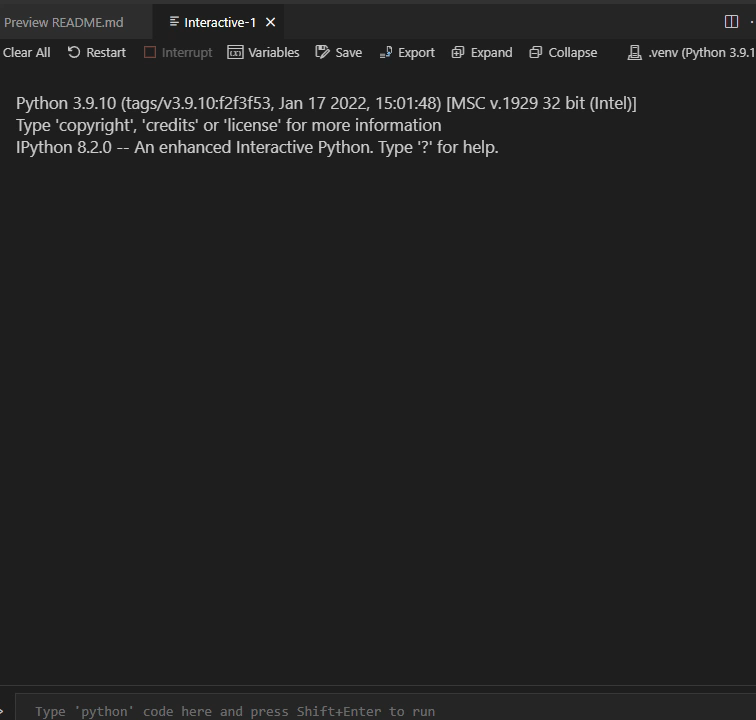 Preview README.md Interactive-1
Clear All Restart Interrupt Variables Save Export Expand Collapse .venv (Python 3.9.1
Python 3.9.10 (tags/v3.9.10:f2f3f53, Jan 17 2022, 15:01:48) [MSC v.1929 32 bit (Intel)]
Type 'copyright', 'credits' or 'license' for more information
IPython 8.2.0 -- An enhanced Interactive Python. Type '?' for help.
Type 'python' code here and press Shift+Enter to run